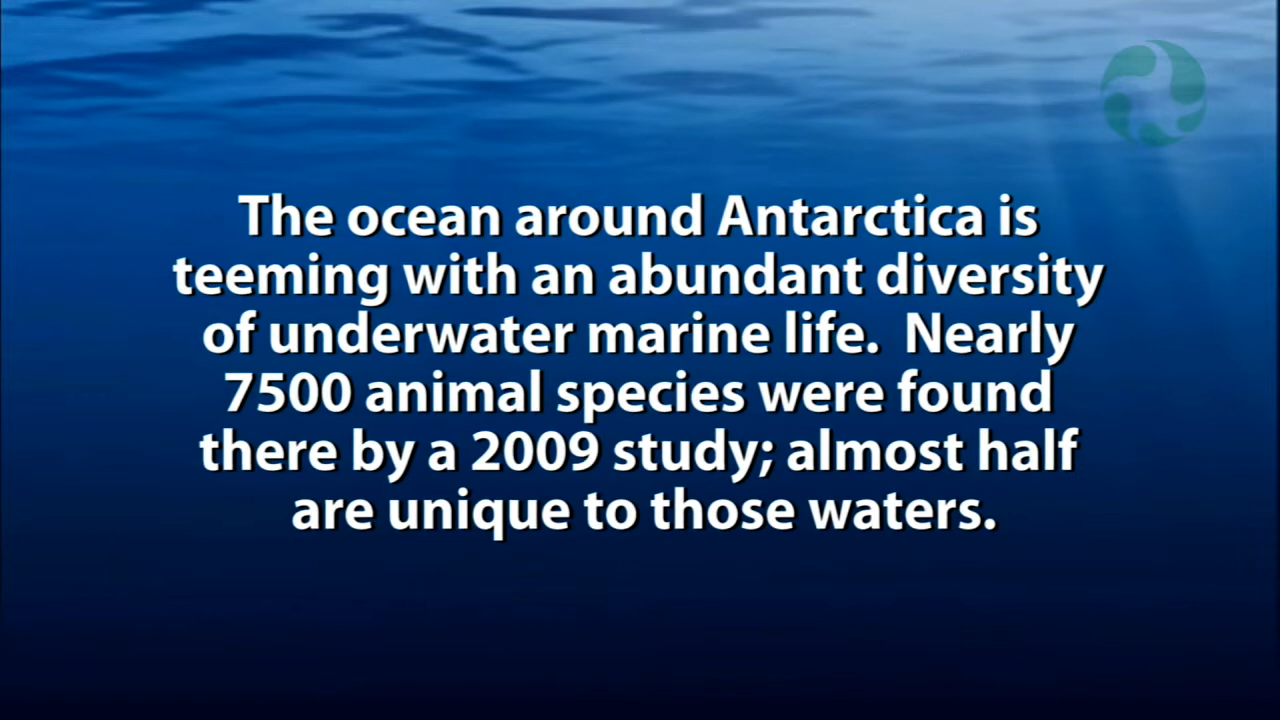 The ocean around Antarctica is
teeming with an abundant diversity
of underwater marine life.  Nearly
7500 animal species were found
there by a 2009 study; almost half
are unique to those waters.